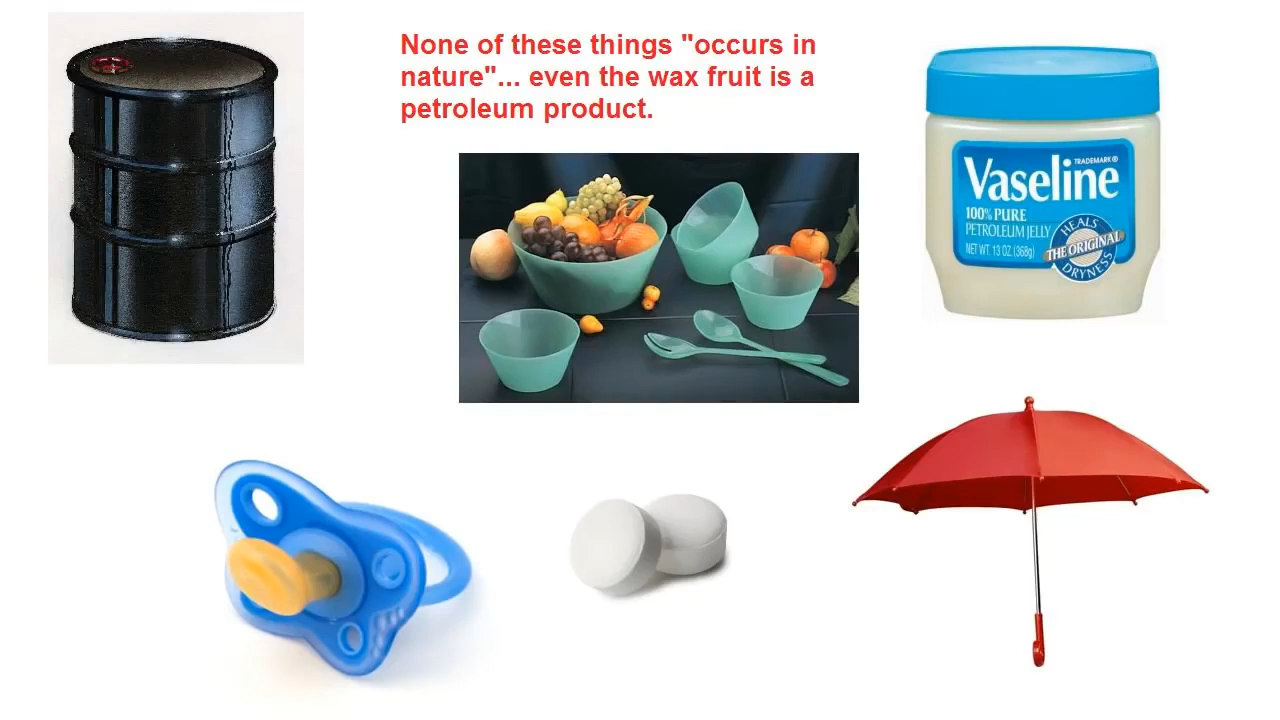 None of these things "occurs in
nature"... even the wax fruit is a
petroleum product.
Vaseline
TRADEMARK ®
100% PURE
PETROLEUM JELLY
NET WT. 13 OZ. (368g)
HEALS
THE ORIGINAL
DRYNESS